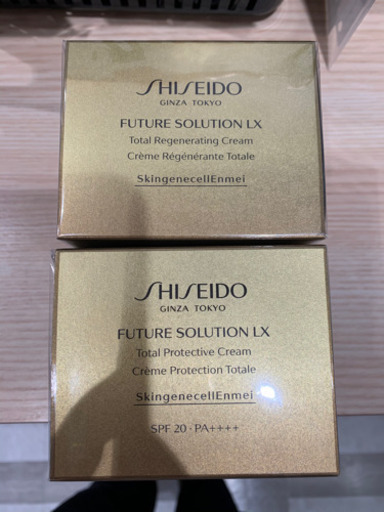 SHISEIDO
GINZA TOKYO
FUTURE SOLUTION LX
Total Regenerating Cream
Crème Régénérante Totale
SkingenecellEnmei
SHISEIDO
GINZA TOKYO
FUTURE SOLUTION LX
Total Protective Cream
Crème Protection Totale
SkingenecellEnmei
SPF 20 · PA++++